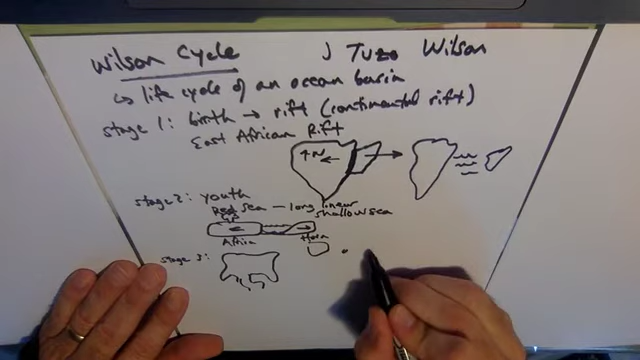 Wilson Cycle J Tuzo Wilson
↳ life cycle of an ocean basin
stage 1: birth → rift (continental rift)
East African Rift
↑N
stage 2: youth
Red Sea - long linear
shallow sea
Africa
stage 3: